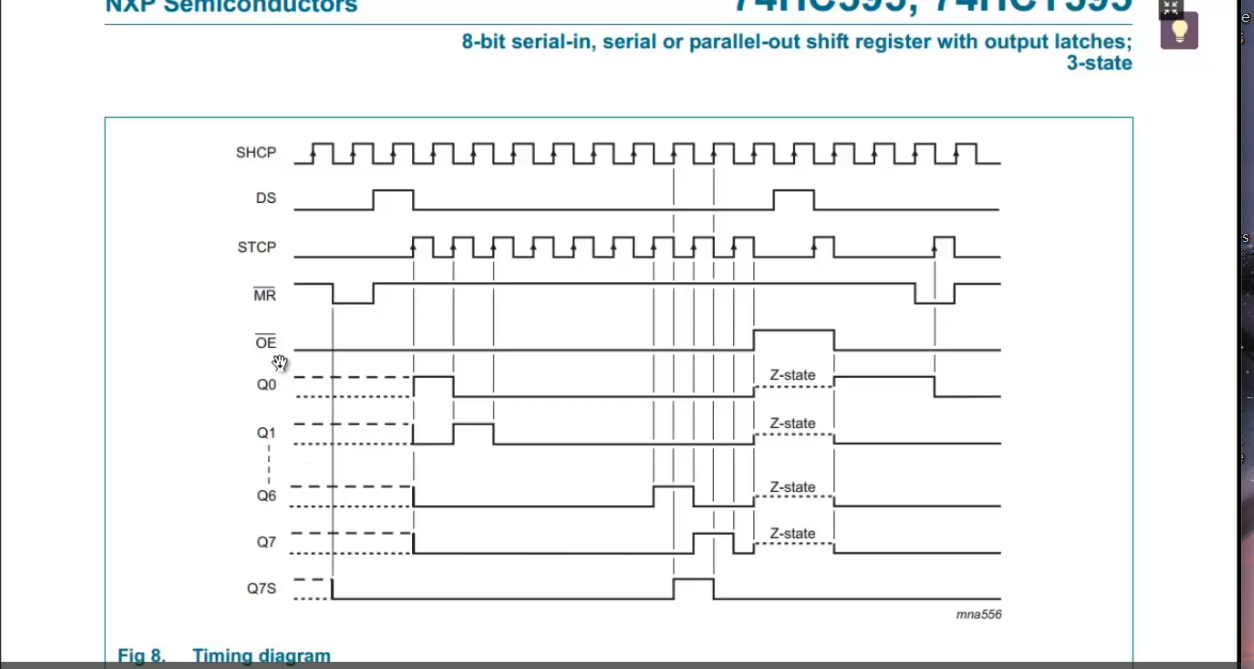 NXP Semiconductors
74HC595; 74HCT595
8-bit serial-in, serial or parallel-out shift register with output latches;
3-state
SHCP
DS
STCP
MR
OE
Q0
Z-state
Q1
Z-state
Q6
Z-state
Q7
Z-state
Q7S
mna556
Fig 8. Timing diagram